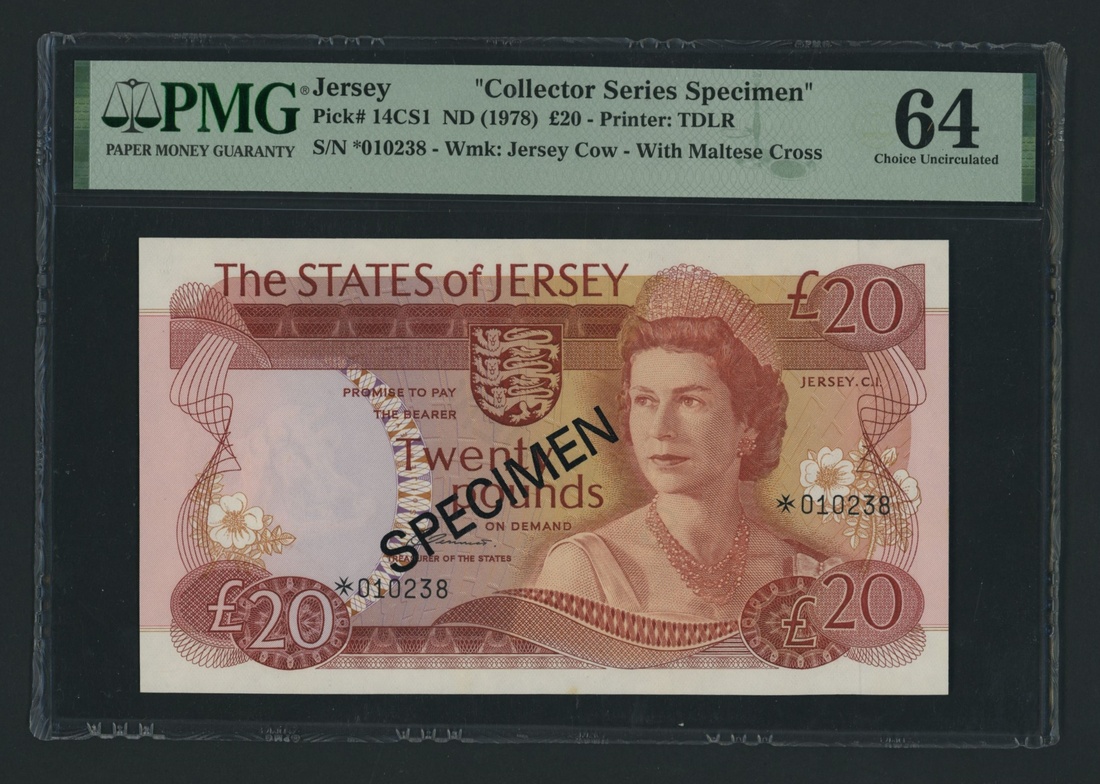 PMG®
PAPER MONEY GUARANTY
Jersey "Collector Series Specimen"
Pick# 14CS1 ND (1978) £20 - Printer: TDLR
S/N *010238 - Wmk: Jersey Cow - With Maltese Cross
64
Choice Uncirculated
The STATES of JERSEY
£20
JERSEY.C.I.
PROMISE TO PAY
THE BEARER
Twenty
pounds
ON DEMAND
SPECIMEN
TREASURER OF THE STATES
*010238
*010238
£20
£20